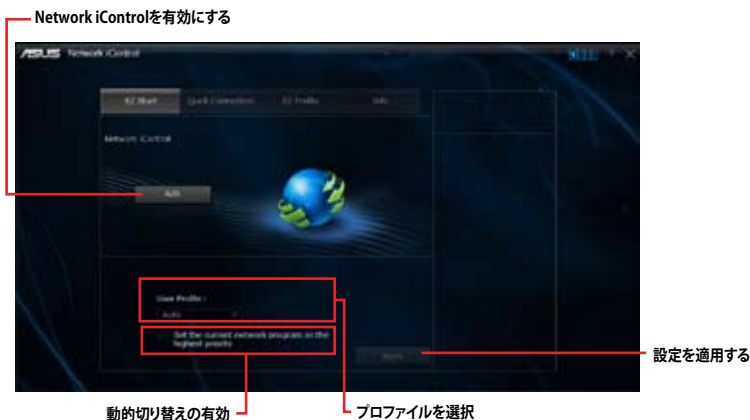 Network iControlを有効にする
ASUS Network iControl
EZ Start Quick Connection EZ Profile Info
Network iControl
Auto
User Profile :
Auto
Set the current network program as the
highest priority
Apply
設定を適用する
動的切り替えの有効
プロファイルを選択